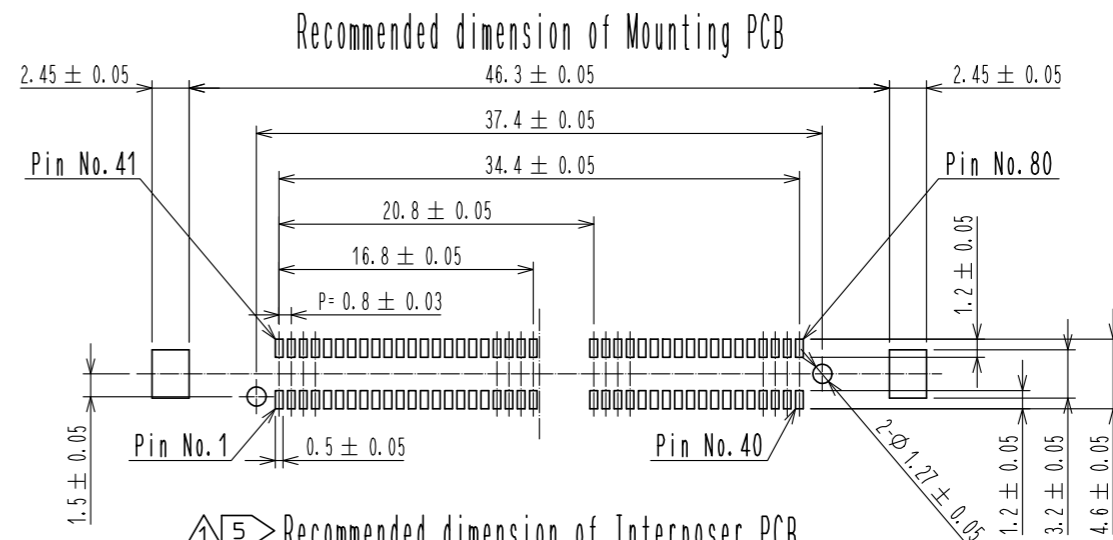 Recommended dimension of Mounting PCB
2.45 ± 0.05
46.3 ± 0.05
2.45 ± 0.05
37.4 ± 0.05
Pin No.41
34.4 ± 0.05
Pin No.80
20.8 ± 0.05
16.8 ± 0.05
P= 0.8 ± 0.03
1.2 ± 0.05
Pin No.1
0.5 ± 0.05
Pin No.40
1.5 ± 0.05
2-Φ1.27 ± 0.05
1.2 ± 0.05
3.2 ± 0.05
4.6 ± 0.05
1 5 Recommended dimension of Interposer PCB